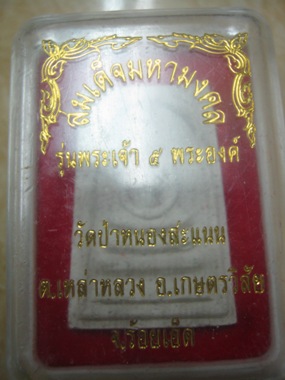 สมเด็จมหามงคล
รุ่นพระเจ้า ๕ พระองค์
วัดป่าหนองสะแนน
ต.เหล่าหลวง อ.เกษตรวิสัย
จ.ร้อยเอ็ด